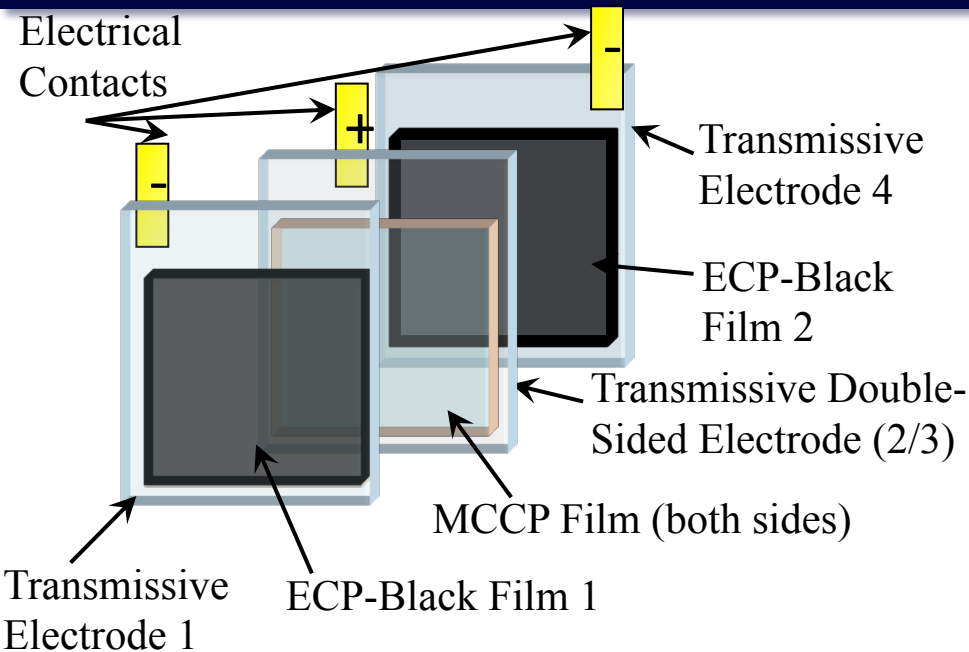 Electrical
Contacts
-
+
-
Transmissive
Electrode 4
ECP-Black
Film 2
Transmissive Double-
Sided Electrode (2/3)
MCCP Film (both sides)
ECP-Black Film 1
Transmissive
Electrode 1